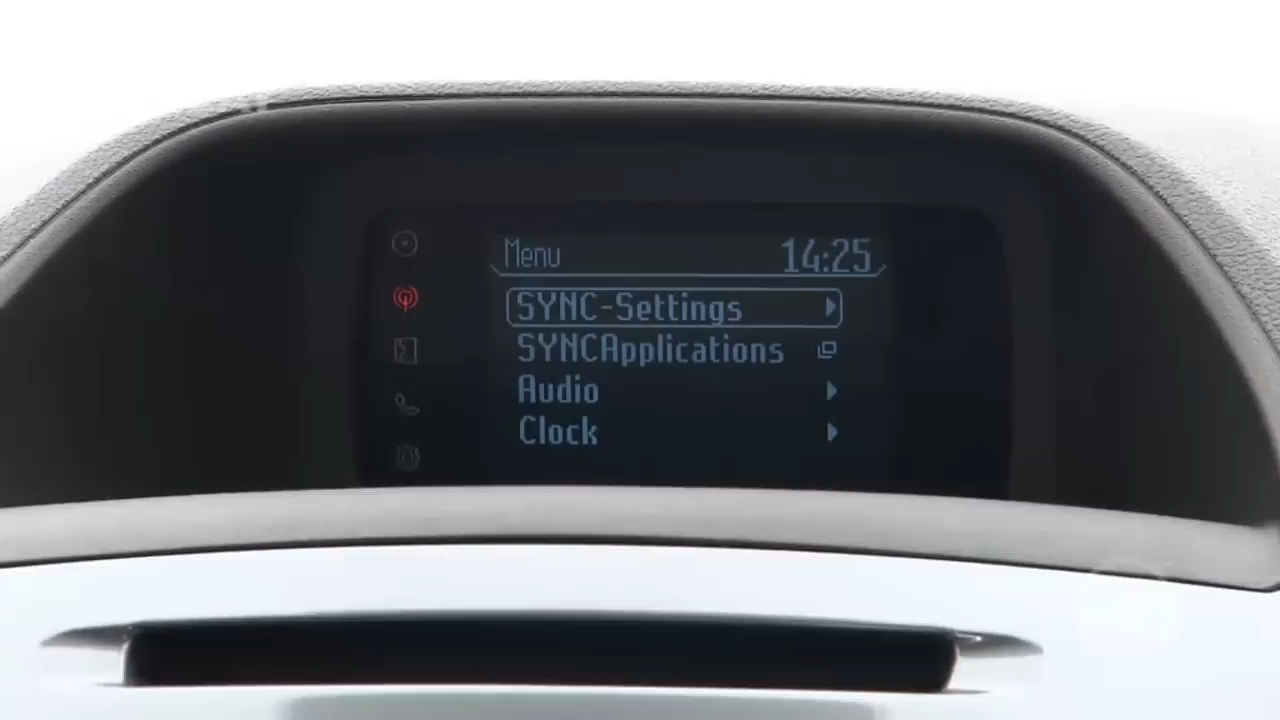 Menu 14:25
SYNC-Settings
SYNCApplications
Audio
Clock